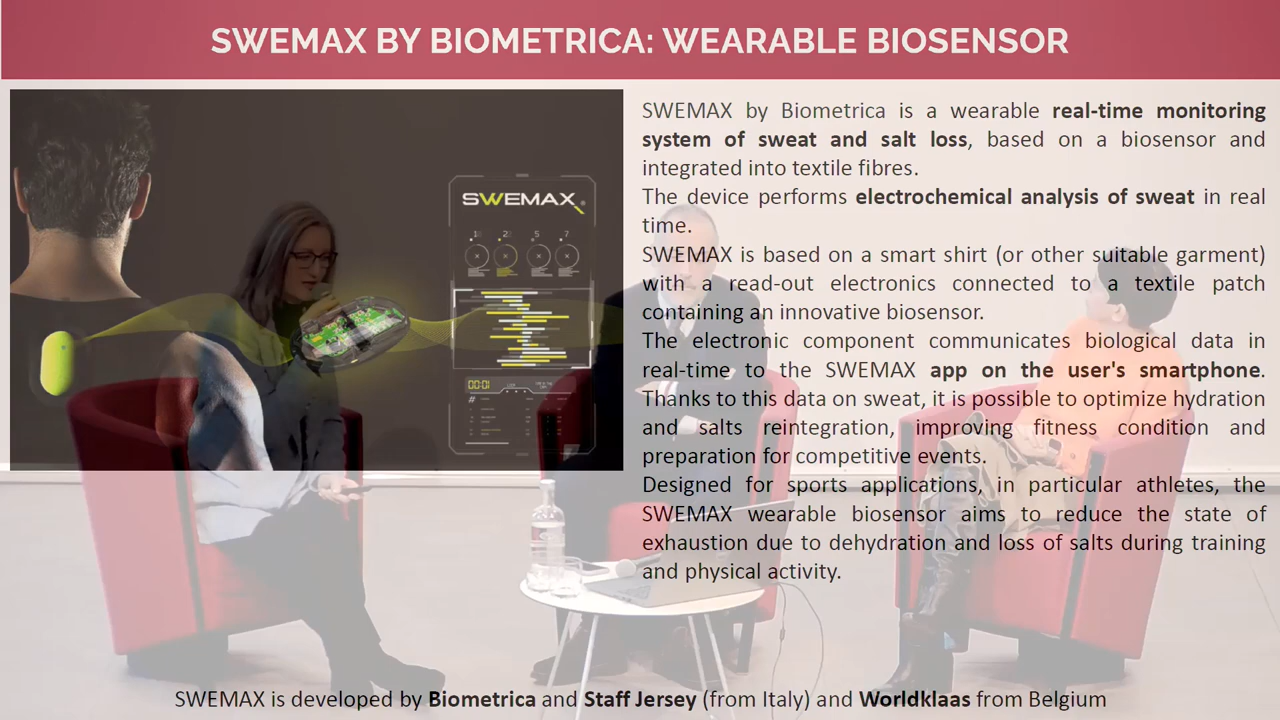 SWEMAX BY BIOMETRICA: WEARABLE BIOSENSOR
SWEMAX
5
7
00:01
#
SWEMAX by Biometrica is a wearable real-time monitoring
system of sweat and salt loss, based on a biosensor and
integrated into textile fibres.
The device performs electrochemical analysis of sweat in real
time.
SWEMAX is based on a smart shirt (or other suitable garment)
with a read-out electronics connected to a textile patch
containing an innovative biosensor.
The electronic component communicates biological data in
real-time to the SWEMAX app on the user's smartphone.
Thanks to this data on sweat, it is possible to optimize hydration
and salts reintegration, improving fitness condition and
preparation for competitive events.
Designed for sports applications, in particular athletes, the
SWEMAX wearable biosensor aims to reduce the state of
exhaustion due to dehydration and loss of salts during training
and physical activity.
SWEMAX is developed by Biometrica and Staff Jersey (from Italy) and Worldklaas from Belgium